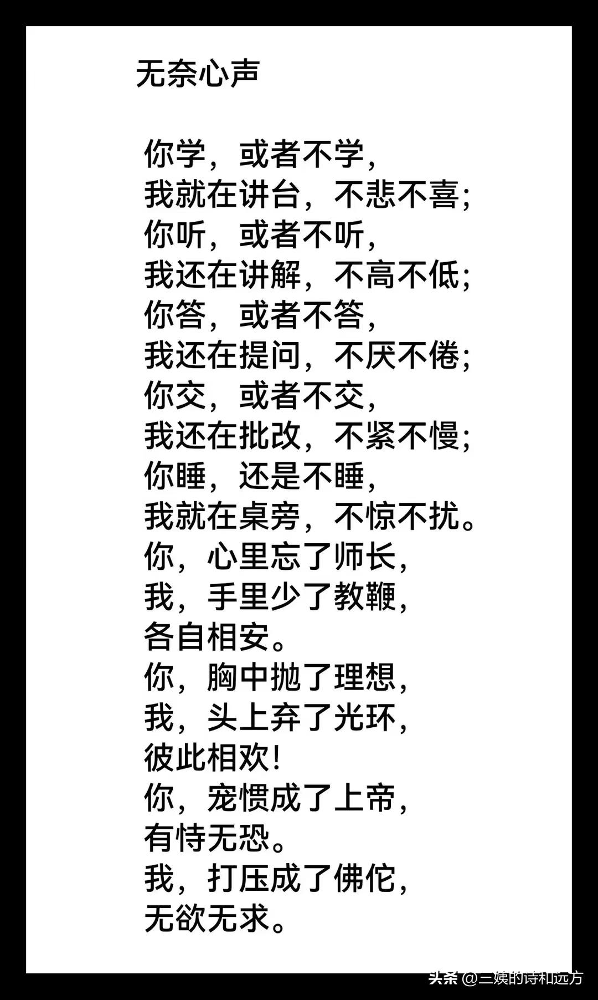 无奈心声
你学，或者不学，
我就在讲台，不悲不喜；
你听，或者不听，
我还在讲解，不高不低；
你答，或者不答，
我还在提问，不厌不倦；
你交，或者不交，
我还在批改，不紧不慢；
你睡，还是不睡，
我就在桌旁，不惊不扰。
你，心里忘了师长，
我，手里少了教鞭，
各自相安。
你，胸中抛了理想，
我，头上弃了光环，
彼此相欢！
你，宠惯成了上帝，
有恃无恐。
我，打压成了佛佗，
无欲无求。
头条 @三姨的诗和远方